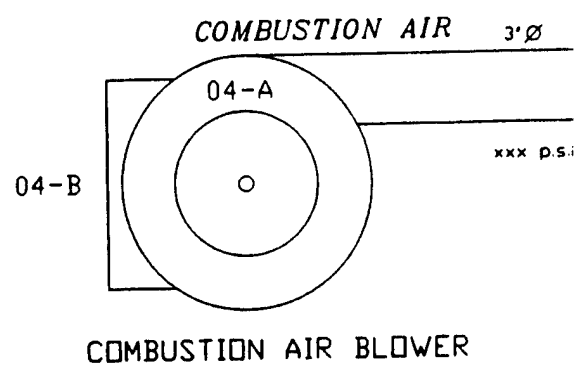 COMBUSTION AIR 3'Ø
04-A
xxx p.s.i
04-B
COMBUSTION AIR BLOWER